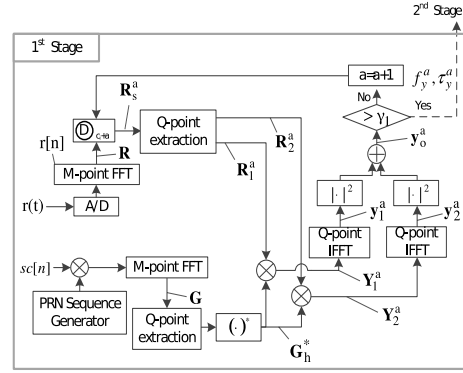 2nd Stage
1st Stage
a=a+1
f_y^a, τ_y^a
No
Yes
> γ_1
R_s^a
D c_i+a
Q-point extraction
R_2^a
R_1^a
r[n]
R
M-point FFT
r(t)
A/D
y_o^a
|·|^2
|·|^2
y_1^a
y_2^a
Q-point IFFT
Q-point IFFT
sc[n]
M-point FFT
PRN Sequence Generator
G
Q-point extraction
(.)^*
G_h^*
Y_1^a
Y_2^a